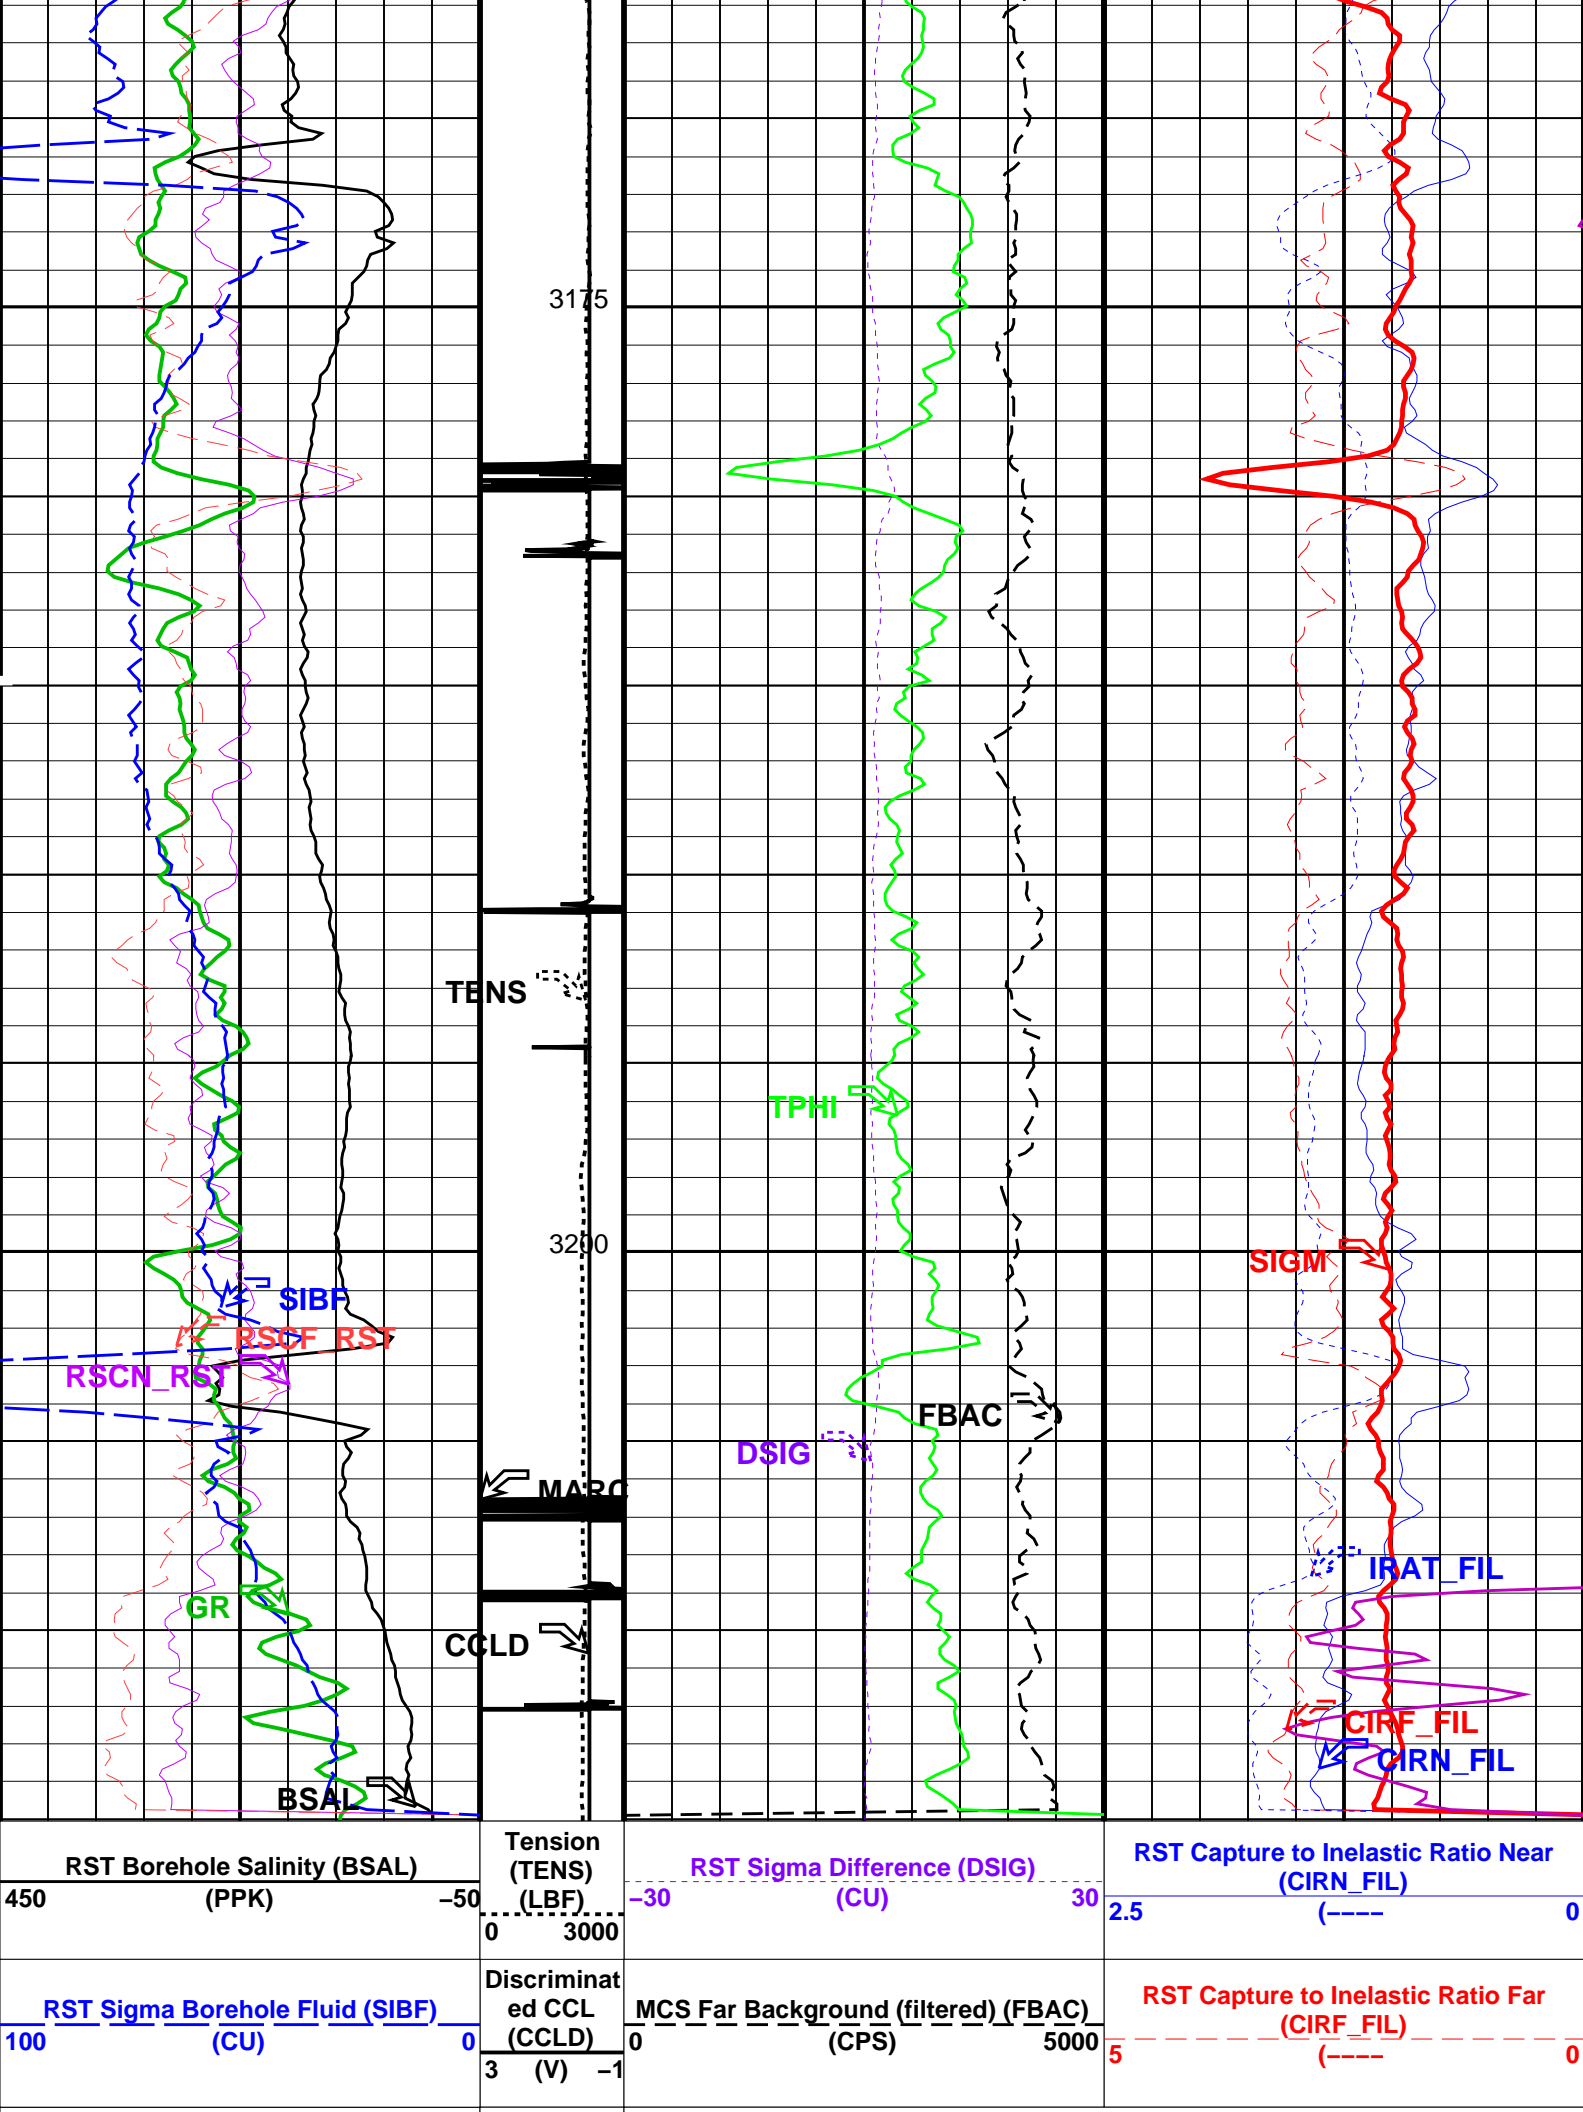 3175
TENS
TPHI
3200
SIGM
SIBF
RSCF_RST
RSCN_RST
FBAC
DSIG
MARC
IRAT_FIL
GR
CCLD
CIRF_FIL
CIRN_FIL
BSAL
RST Borehole Salinity (BSAL)
450 (PPK) −50
Tension
(TENS)
(LBF)
0 3000
RST Sigma Difference (DSIG)
−30 (CU) 30
RST Capture to Inelastic Ratio Near
(CIRN_FIL)
2.5 (−−−− 0
RST Sigma Borehole Fluid (SIBF)
100 (CU) 0
Discriminat
ed CCL
(CCLD)
3 (V) −1
MCS Far Background (filtered) (FBAC)
0 (CPS) 5000
RST Capture to Inelastic Ratio Far
(CIRF_FIL)
5 (−−−− 0